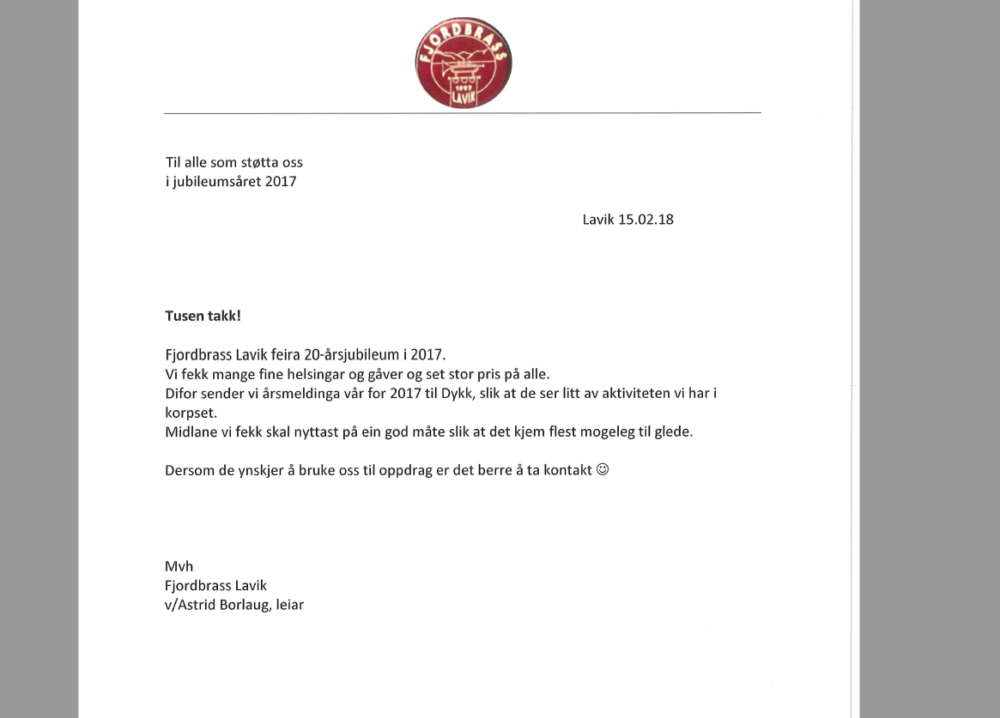 FJORDBRASS
1997
LAVIK
Til alle som støtta oss
i jubileumsåret 2017
Lavik 15.02.18
Tusen takk!
Fjordbrass Lavik feira 20-årsjubileum i 2017.
Vi fekk mange fine helsingar og gåver og set stor pris på alle.
Difor sender vi årsmeldinga vår for 2017 til Dykk, slik at de ser litt av aktiviteten vi har i
korpset.
Midlane vi fekk skal nyttast på ein god måte slik at det kjem flest mogeleg til glede.
Dersom de ynskjer å bruke oss til oppdrag er det berre å ta kontakt ☺
Mvh
Fjordbrass Lavik
v/Astrid Borlaug, leiar